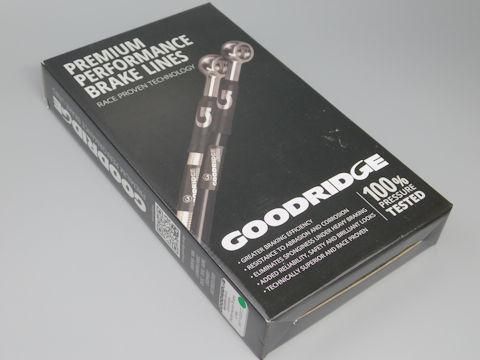 PREMIUM
PERFORMANCE
BRAKE LINES
RACE PROVEN TECHNOLOGY
GOODRIDGE
100%
PRESSURE
TESTED
• GREATER BRAKING EFFICIENCY
• RESISTANCE TO ABRASION AND CORROSION
• ELIMINATES SPONGINESS UNDER HEAVY BRAKING
• ADDED RELIABILITY, SAFETY AND BRILLIANT LOOKS
• TECHNICALLY SUPERIOR AND RACE PROVEN
GOODRIDGE